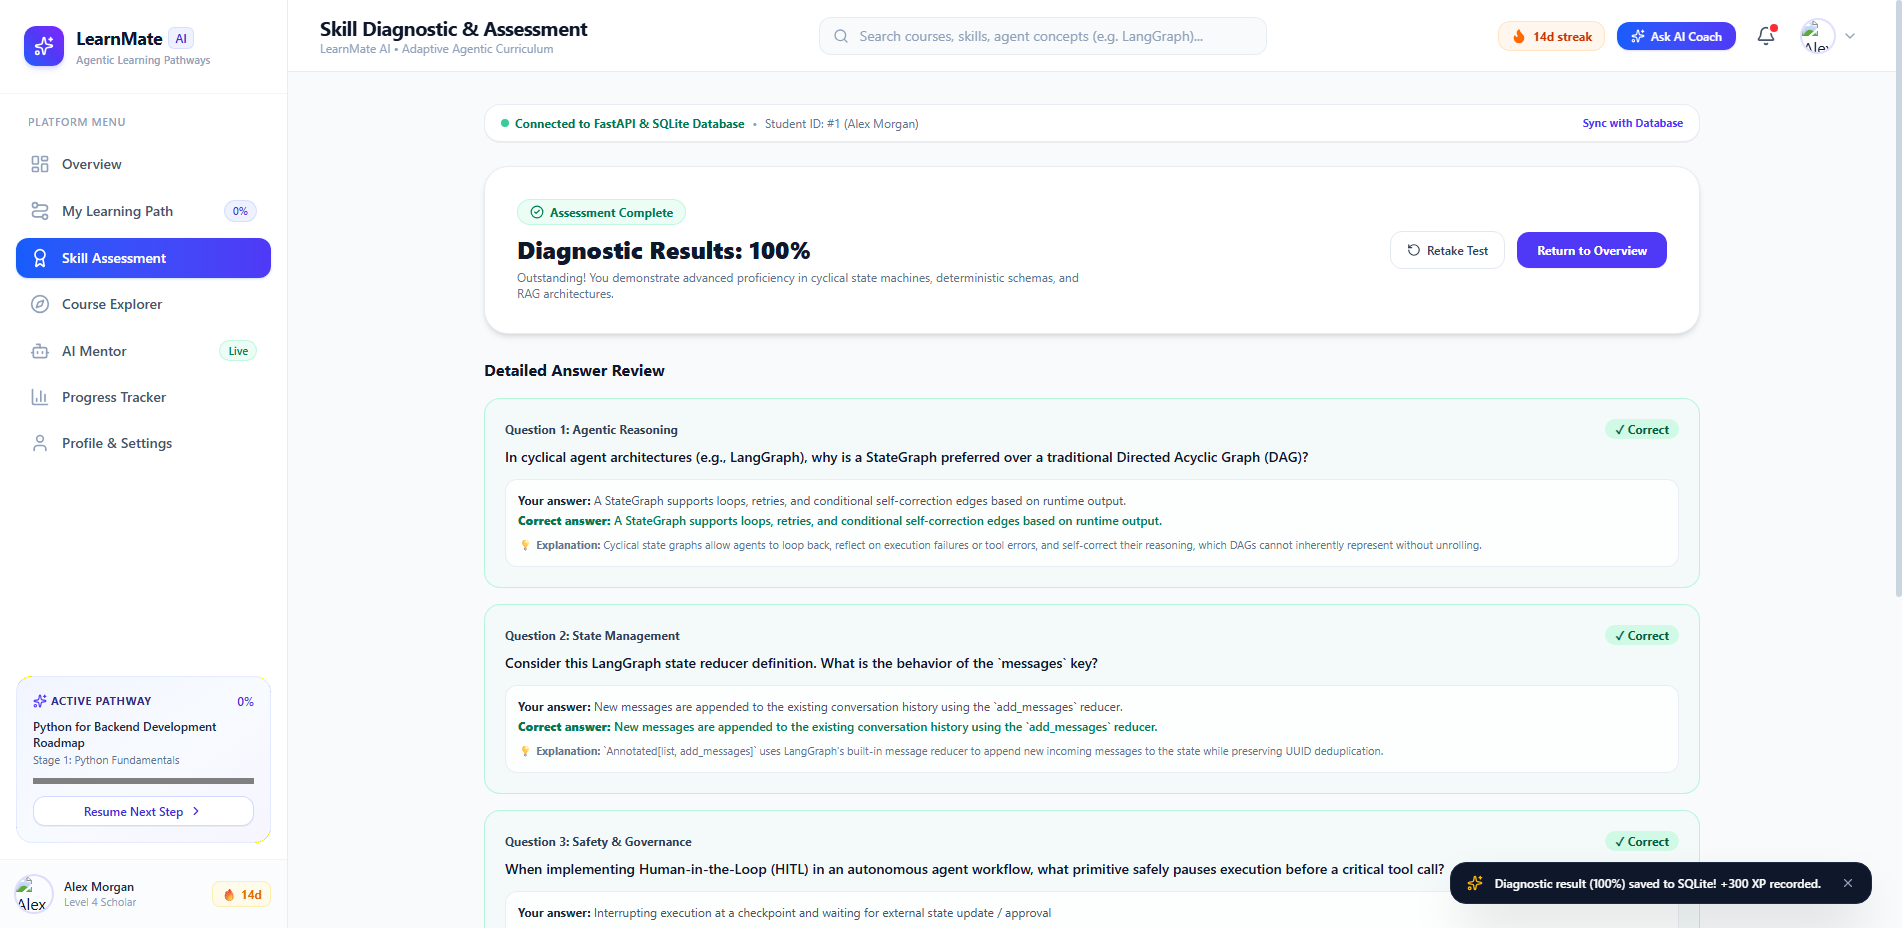 LearnMate AI
Agentic Learning Pathways
PLATFORM MENU
Overview
My Learning Path 0%
Skill Assessment
Course Explorer
AI Mentor Live
Progress Tracker
Profile & Settings
ACTIVE PATHWAY 0%
Python for Backend Development
Roadmap
Stage 1: Python Fundamentals
Resume Next Step
Alex
Alex Morgan
Level 4 Scholar
14d
Skill Diagnostic & Assessment
LearnMate AI • Adaptive Agentic Curriculum
Search courses, skills, agent concepts (e.g. LangGraph)...
14d streak
Ask AI Coach
Alex
Connected to FastAPI & SQLite Database • Student ID: #1 (Alex Morgan)
Sync with Database
Assessment Complete
Diagnostic Results: 100%
Outstanding! You demonstrate advanced proficiency in cyclical state machines, deterministic schemas, and
RAG architectures.
Retake Test
Return to Overview
Detailed Answer Review
Question 1: Agentic Reasoning
✓ Correct
In cyclical agent architectures (e.g., LangGraph), why is a StateGraph preferred over a traditional Directed Acyclic Graph (DAG)?
Your answer: A StateGraph supports loops, retries, and conditional self-correction edges based on runtime output.
Correct answer: A StateGraph supports loops, retries, and conditional self-correction edges based on runtime output.
💡 Explanation: Cyclical state graphs allow agents to loop back, reflect on execution failures or tool errors, and self-correct their reasoning, which DAGs cannot inherently represent without unrolling.
Question 2: State Management
✓ Correct
Consider this LangGraph state reducer definition. What is the behavior of the `messages` key?
Your answer: New messages are appended to the existing conversation history using the `add_messages` reducer.
Correct answer: New messages are appended to the existing conversation history using the `add_messages` reducer.
💡 Explanation: `Annotated[list, add_messages]` uses LangGraph's built-in message reducer to append new incoming messages to the state while preserving UUID deduplication.
Question 3: Safety & Governance
✓ Correct
When implementing Human-in-the-Loop (HITL) in an autonomous agent workflow, what primitive safely pauses execution before a critical tool call?
Your answer: Interrupting execution at a checkpoint and waiting for external state update / approval
Diagnostic result (100%) saved to SQLite! +300 XP recorded.